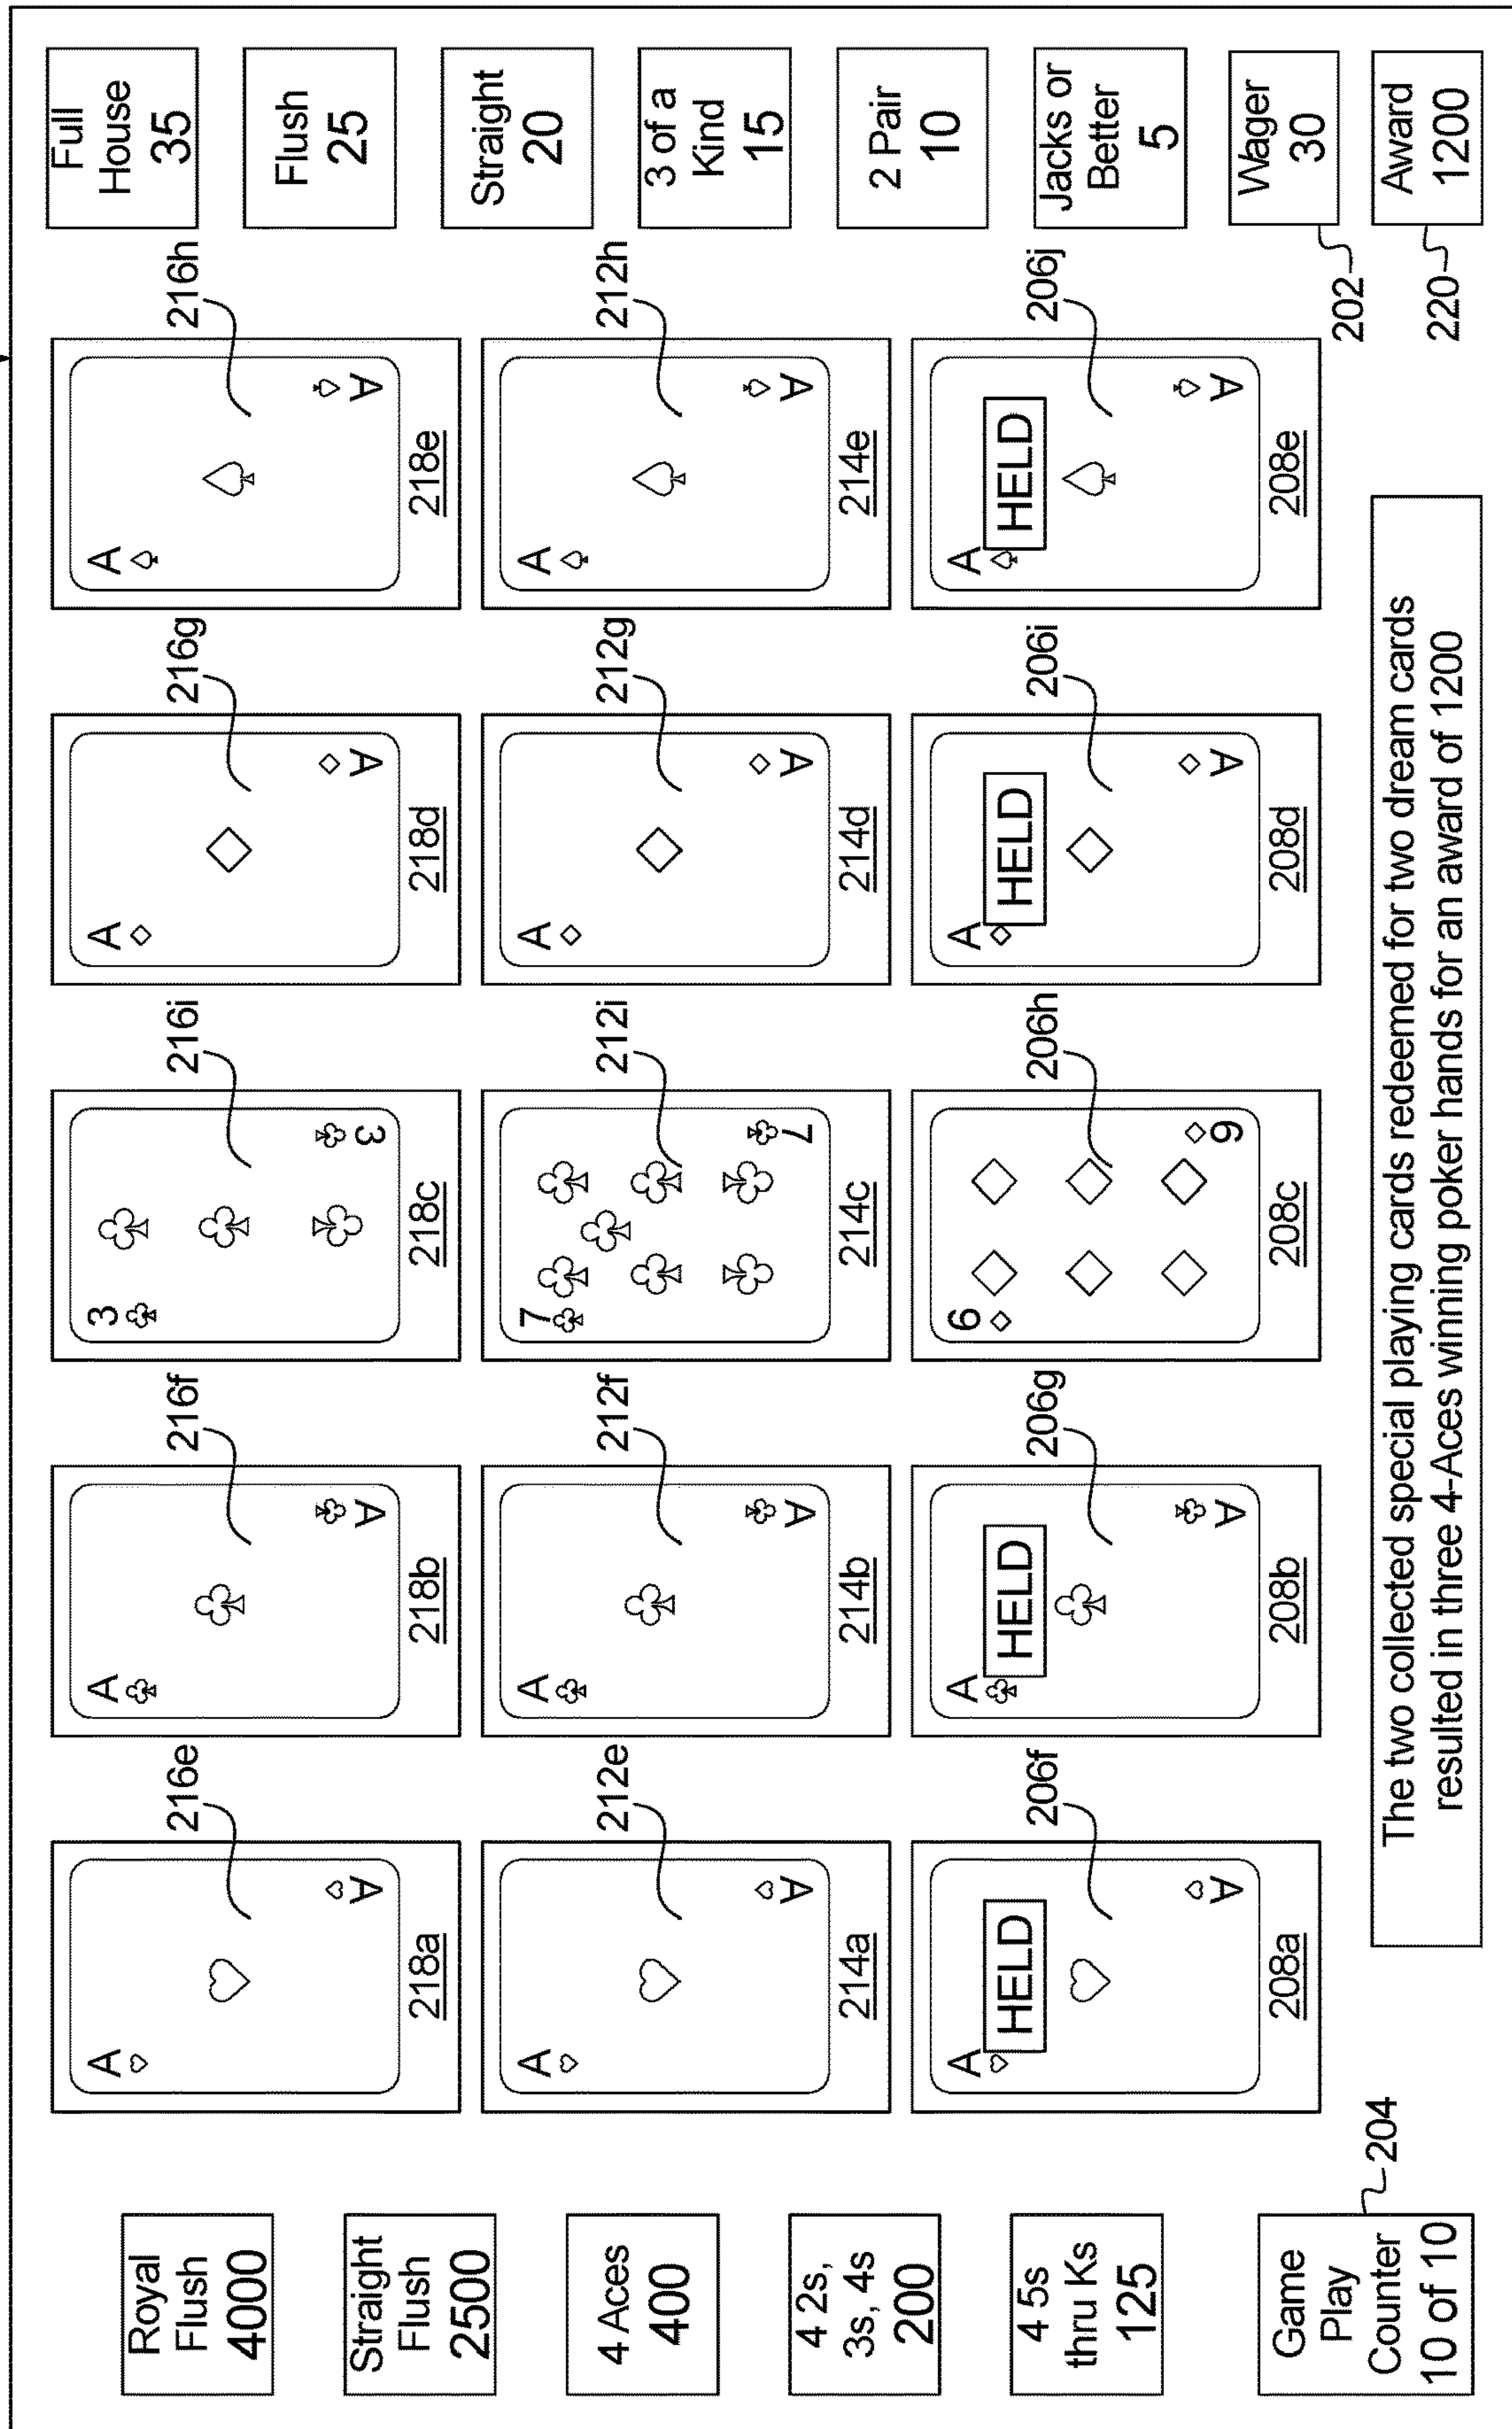 Royal
Flush
4000
Straight
Flush
2500
4 Aces
400
4 2s,
3s, 4s
200
4 5s
thru Ks
125
Game
Play
Counter
10 of 10
204
A
216e
A
218a
A
216f
A
218b
3
216i
3
218c
A
216g
A
218d
A
216h
A
218e
A
212e
A
214a
A
212f
A
214b
7
212i
7
214c
A
212g
A
214d
A
212h
A
214e
A
HELD
206f
A
208a
A
HELD
206g
A
208b
6
206h
6
208c
A
HELD
206i
A
208d
A
HELD
206j
A
208e
Full
House
35
Flush
25
Straight
20
3 of a
Kind
15
2 Pair
10
Jacks or
Better
5
Wager
30
202
Award
1200
220
The two collected special playing cards redeemed for two dream cards
resulted in three 4-Aces winning poker hands for an award of 1200